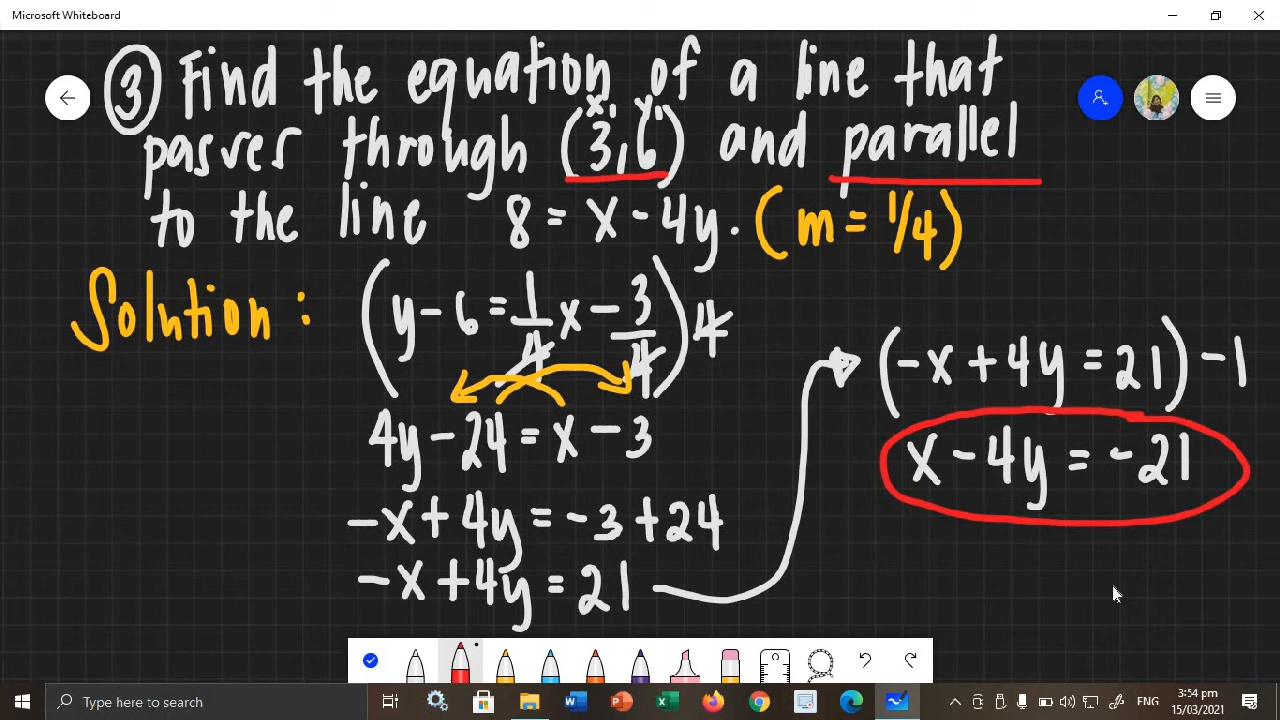 Microsoft Whiteboard
③ Find the equation of a line that
passes through (3,6) and parallel
x₁ y₁
to the line 8 = x - 4y. (m = 1/4)
Solution: (y - 6 = 1/4 x - 3/4) 4
4y - 24 = x - 3
-x + 4y = -3 + 24
-x + 4y = 21
(-x + 4y = 21) -1
x - 4y = -21
Type here to search
ENG
3:54 pm
15/03/2021